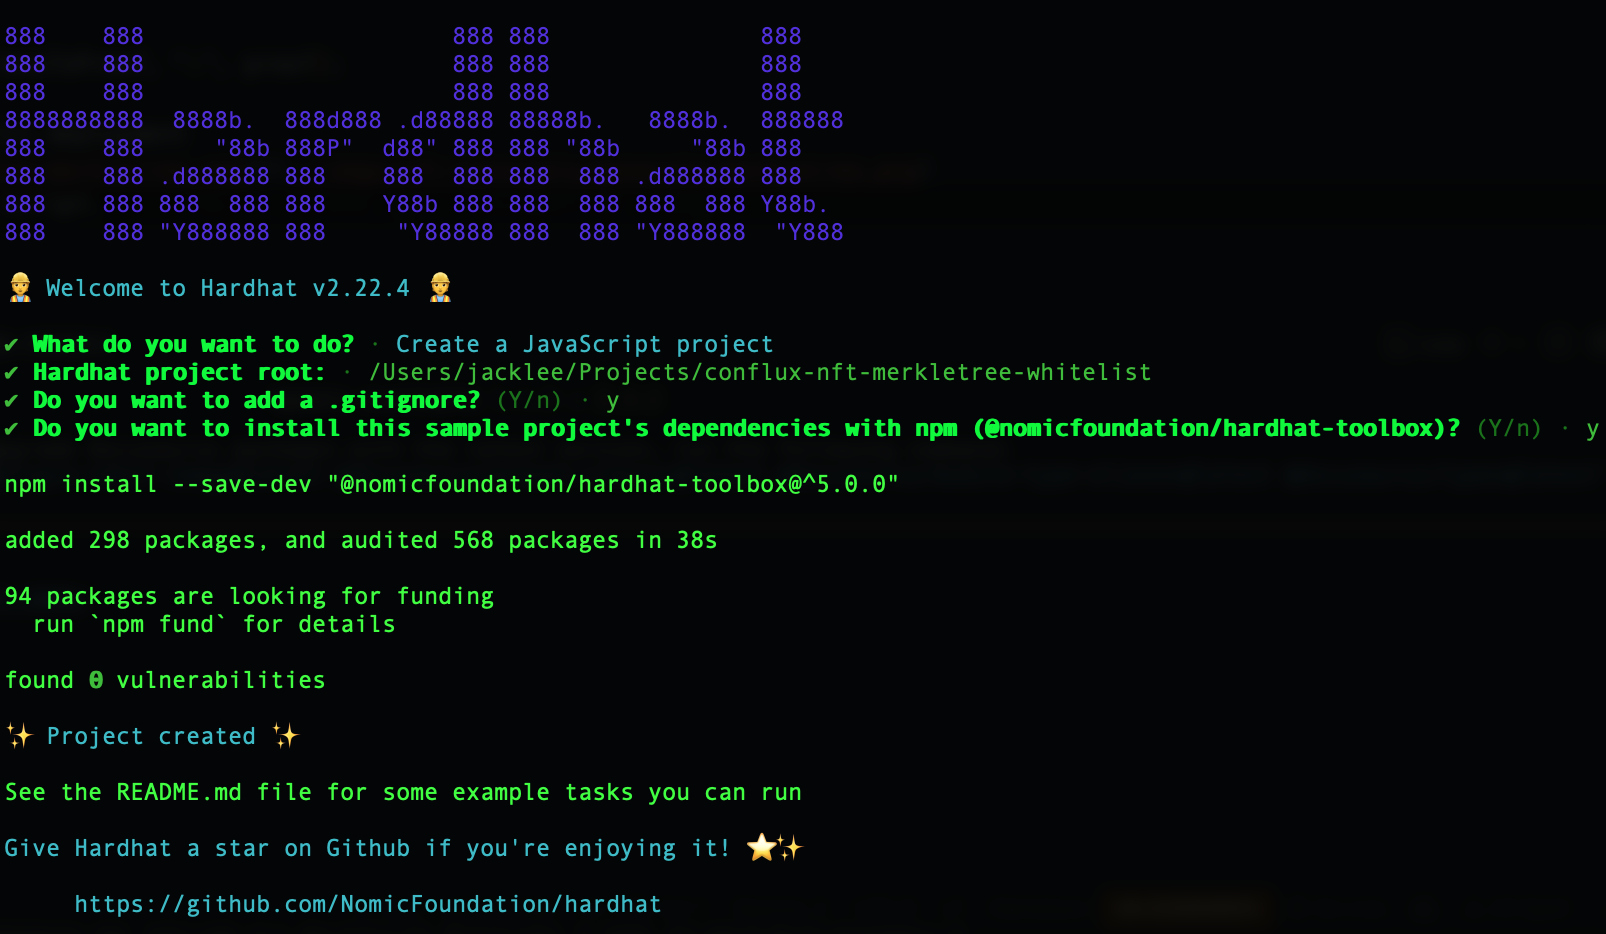 888    888                      888 888               888
888    888                      888 888               888
888    888                      888 888               888
8888888888  8888b.  888d888 .d88888 88888b.   8888b.  888888
888    888     "88b 888P"  d88" 888 888 "88b     "88b 888
888    888 .d888888 888    888  888 888  888 .d888888 888
888    888 888  888 888    Y88b 888 888  888 888  888 Y88b.
888    888 "Y888888 888     "Y88888 888  888 "Y888888  "Y888
👷 Welcome to Hardhat v2.22.4 👷
✔ What do you want to do? · Create a JavaScript project
✔ Hardhat project root: · /Users/jacklee/Projects/conflux-nft-merkletree-whitelist
✔ Do you want to add a .gitignore? (Y/n) · y
✔ Do you want to install this sample project's dependencies with npm (@nomicfoundation/hardhat-toolbox)? (Y/n) · y
npm install --save-dev "@nomicfoundation/hardhat-toolbox@^5.0.0"
added 298 packages, and audited 568 packages in 38s
94 packages are looking for funding
  run `npm fund` for details
found 0 vulnerabilities
✨ Project created ✨
See the README.md file for some example tasks you can run
Give Hardhat a star on Github if you're enjoying it! ⭐✨
     https://github.com/NomicFoundation/hardhat